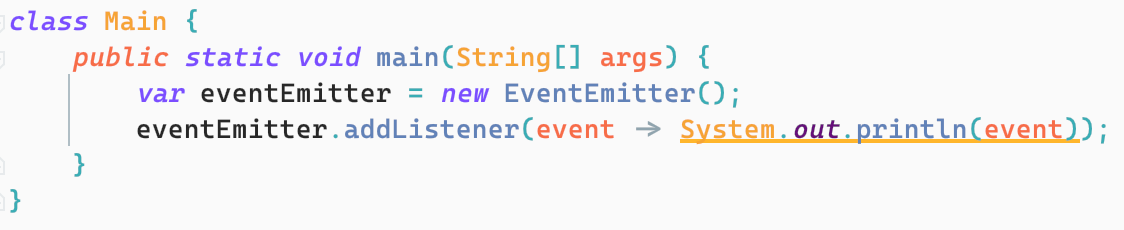 class Main {
    public static void main(String[] args) {
        var eventEmitter = new EventEmitter();
        eventEmitter.addListener(event -> System.out.println(event));
    }
}